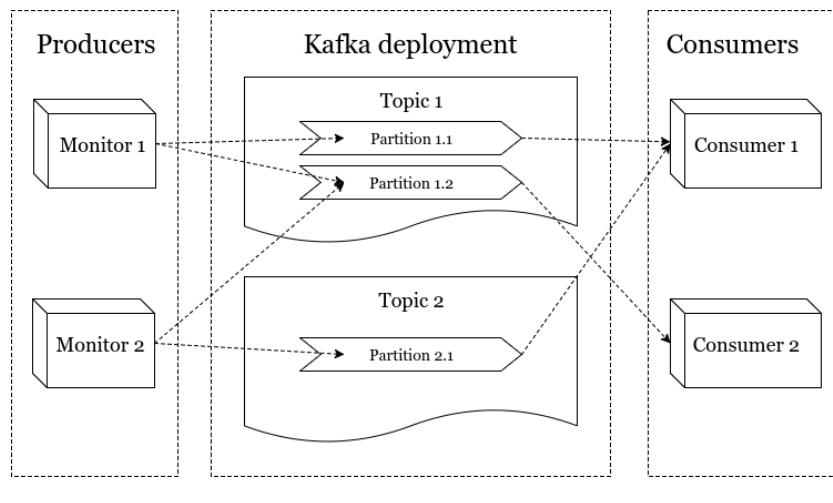 Producers
Kafka deployment
Consumers
Topic 1
Monitor 1
Partition 1.1
Consumer 1
Partition 1.2
Topic 2
Monitor 2
Partition 2.1
Consumer 2